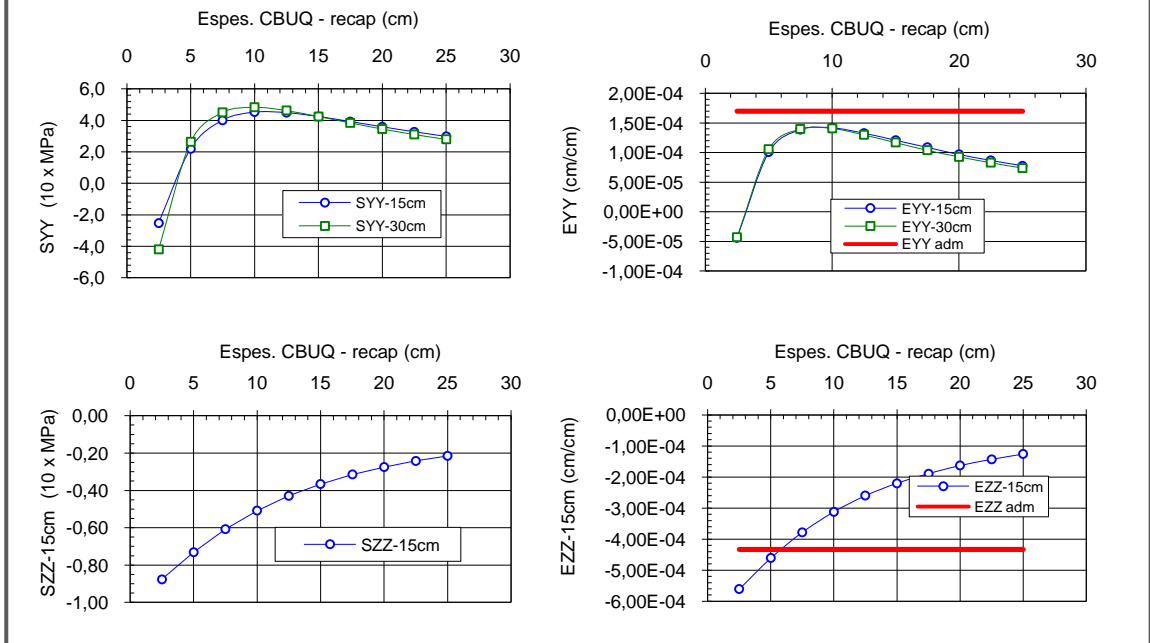 Espes. CBUQ - recap (cm)
0 5 10 15 20 25 30
6,0
4,0
2,0
0,0
-2,0
-4,0
-6,0
SYY (10 x MPa)
SYY-15cm
SYY-30cm
Espes. CBUQ - recap (cm)
0 10 20 30
2,00E-04
1,50E-04
1,00E-04
5,00E-05
0,00E+00
-5,00E-05
-1,00E-04
EYY (cm/cm)
EYY-15cm
EYY-30cm
EYY adm
Espes. CBUQ - recap (cm)
0 5 10 15 20 25 30
0,00
-0,20
-0,40
-0,60
-0,80
-1,00
SZZ-15cm (10 x MPa)
SZZ-15cm
Espes. CBUQ - recap (cm)
0 5 10 15 20 25 30
0,00E+00
-1,00E-04
-2,00E-04
-3,00E-04
-4,00E-04
-5,00E-04
-6,00E-04
EZZ-15cm (cm/cm)
EZZ-15cm
EZZ adm